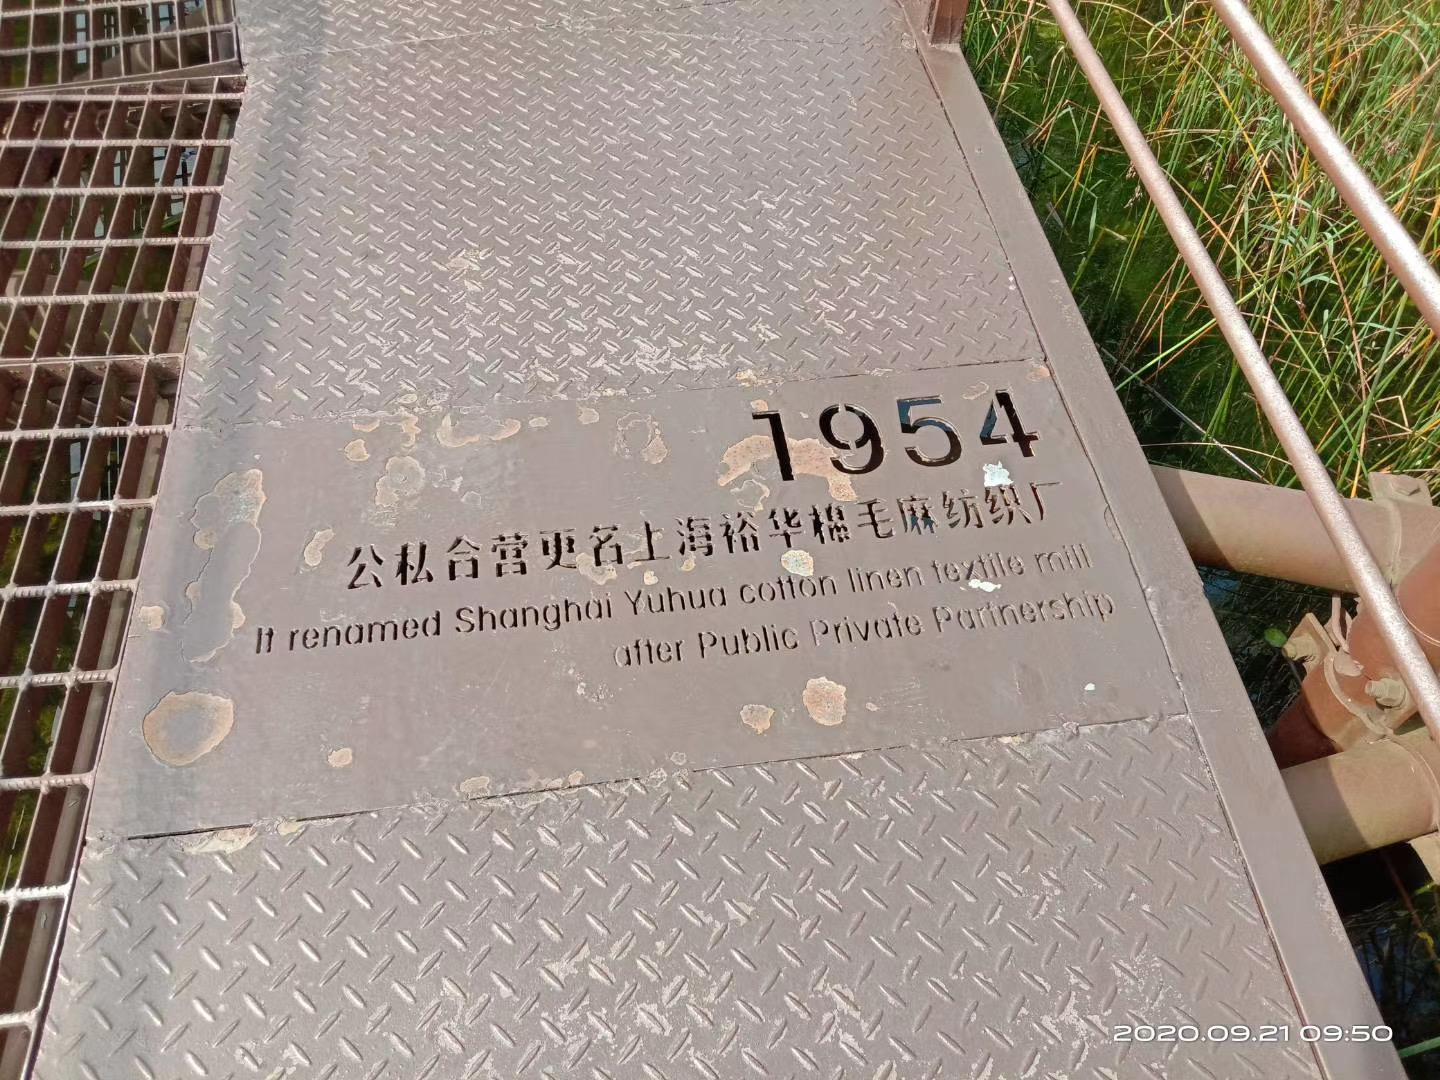 1954
公私合营更名上海裕华棉毛麻纺织厂
It renamed Shanghai Yuhua cotton linen textile mill
after Public Private Partnership
2020.09.21 09:50